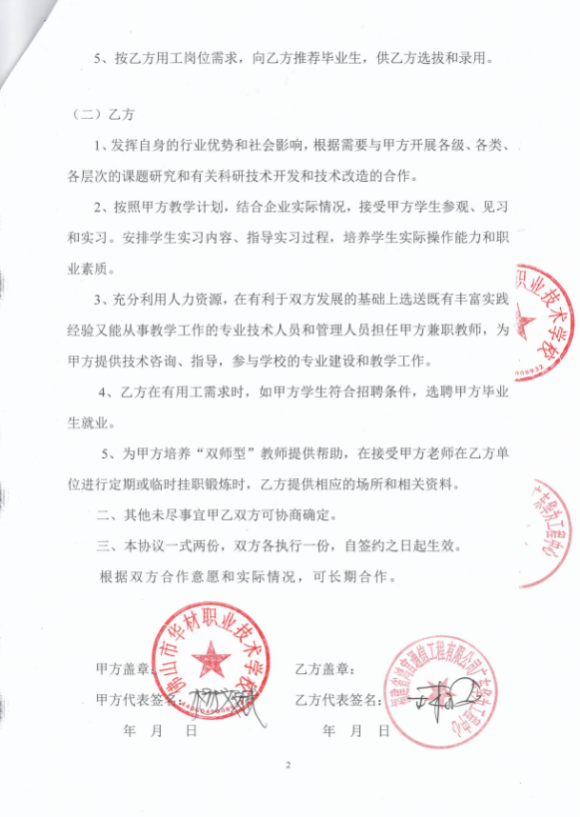 5、按乙方用工岗位需求，向乙方推荐毕业生，供乙方选拔和录用。
（二）乙方
1、发挥自身的行业优势和社会影响，根据需要与甲方开展各级、各类、
各层次的课题研究和有关科研技术开发和技术改造的合作。
2、按照甲方教学计划，结合企业实际情况，接受甲方学生参观、见习
和实习。安排学生实习内容、指导实习过程，培养学生实际操作能力和职
业素质。
3、充分利用人力资源，在有利于双方发展的基础上选送既有丰富实践
经验又能从事教学工作的专业技术人员和管理人员担任甲方兼职教师，为
甲方提供技术咨询、指导，参与学校的专业建设和教学工作。
4、乙方在有用工需求时，如甲方学生符合招聘条件，选聘甲方毕业
生就业。
5、为甲方培养“双师型”教师提供帮助，在接受甲方老师在乙方单
位进行定期或临时挂职锻炼时，乙方提供相应的场所和相关资料。
二、其他未尽事宜甲乙双方可协商确定。
三、本协议一式两份，双方各执行一份，自签约之日起生效。
根据双方合作意愿和实际情况，可长期合作。
职业技术学校
佛山市华材职业技术学校
甲方盖章： 乙方盖章：
甲方代表签名： 乙方代表签名：
年 月 日 年 月 日
2